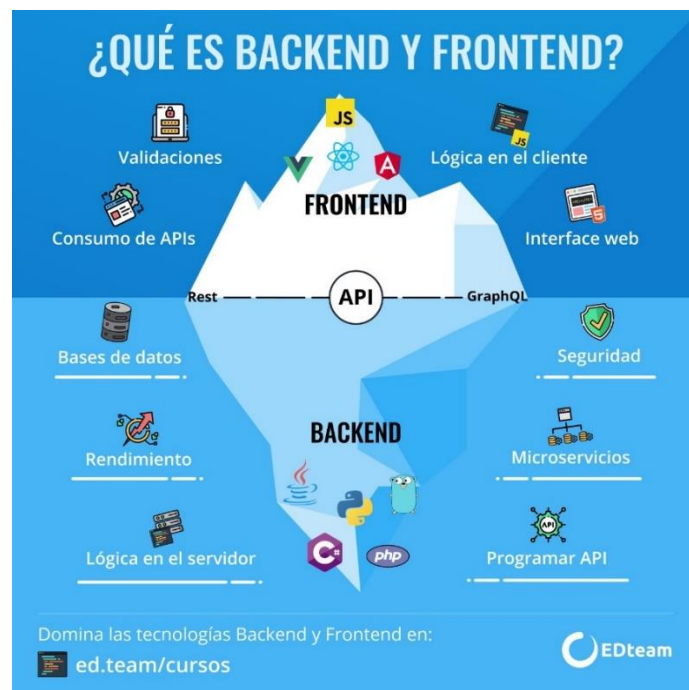 ¿QUÉ ES BACKEND Y FRONTEND?
JS
Validaciones
Lógica en el cliente
JS
FRONTEND
Consumo de APIs
Interface web
Rest
API
GraphQL
Bases de datos
Seguridad
BACKEND
Rendimiento
Microservicios
C#
php
API
Lógica en el servidor
Programar API
Domina las tecnologías Backend y Frontend en:
ed.team/cursos
EDteam